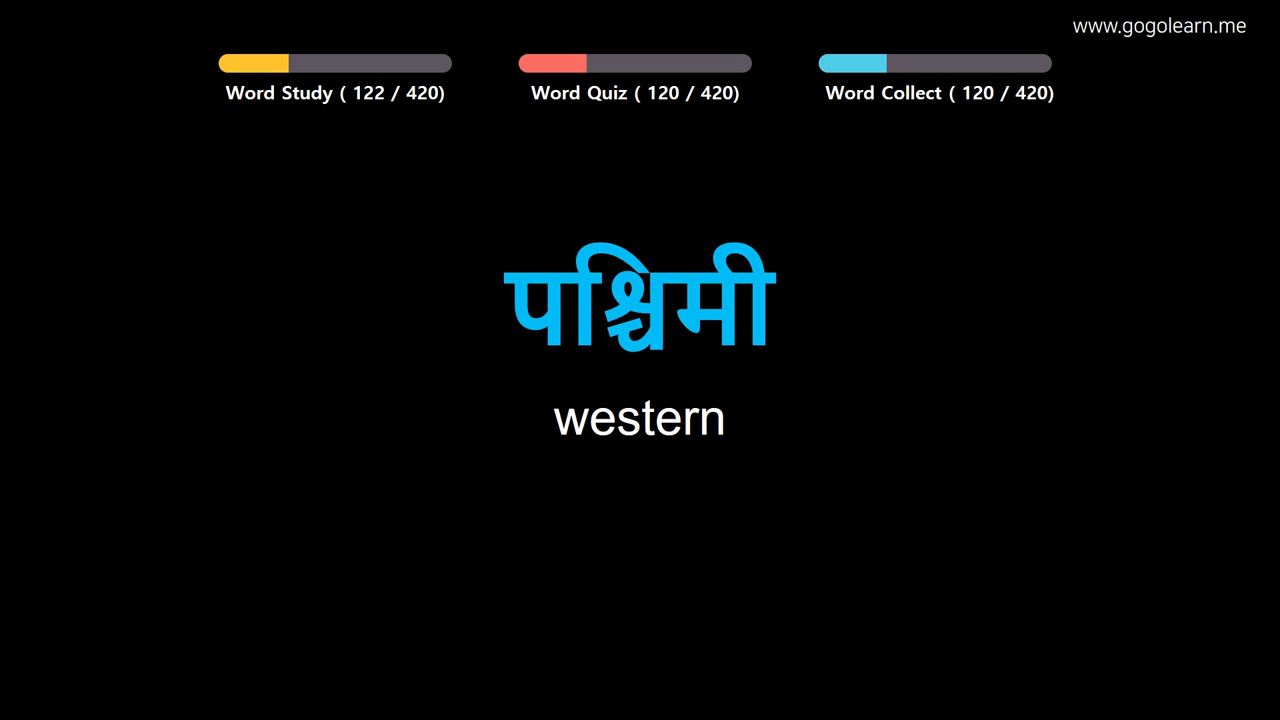 www.gogolearn.me
Word Study ( 122 / 420)
Word Quiz ( 120 / 420)
Word Collect ( 120 / 420)
पश्चिमी
western